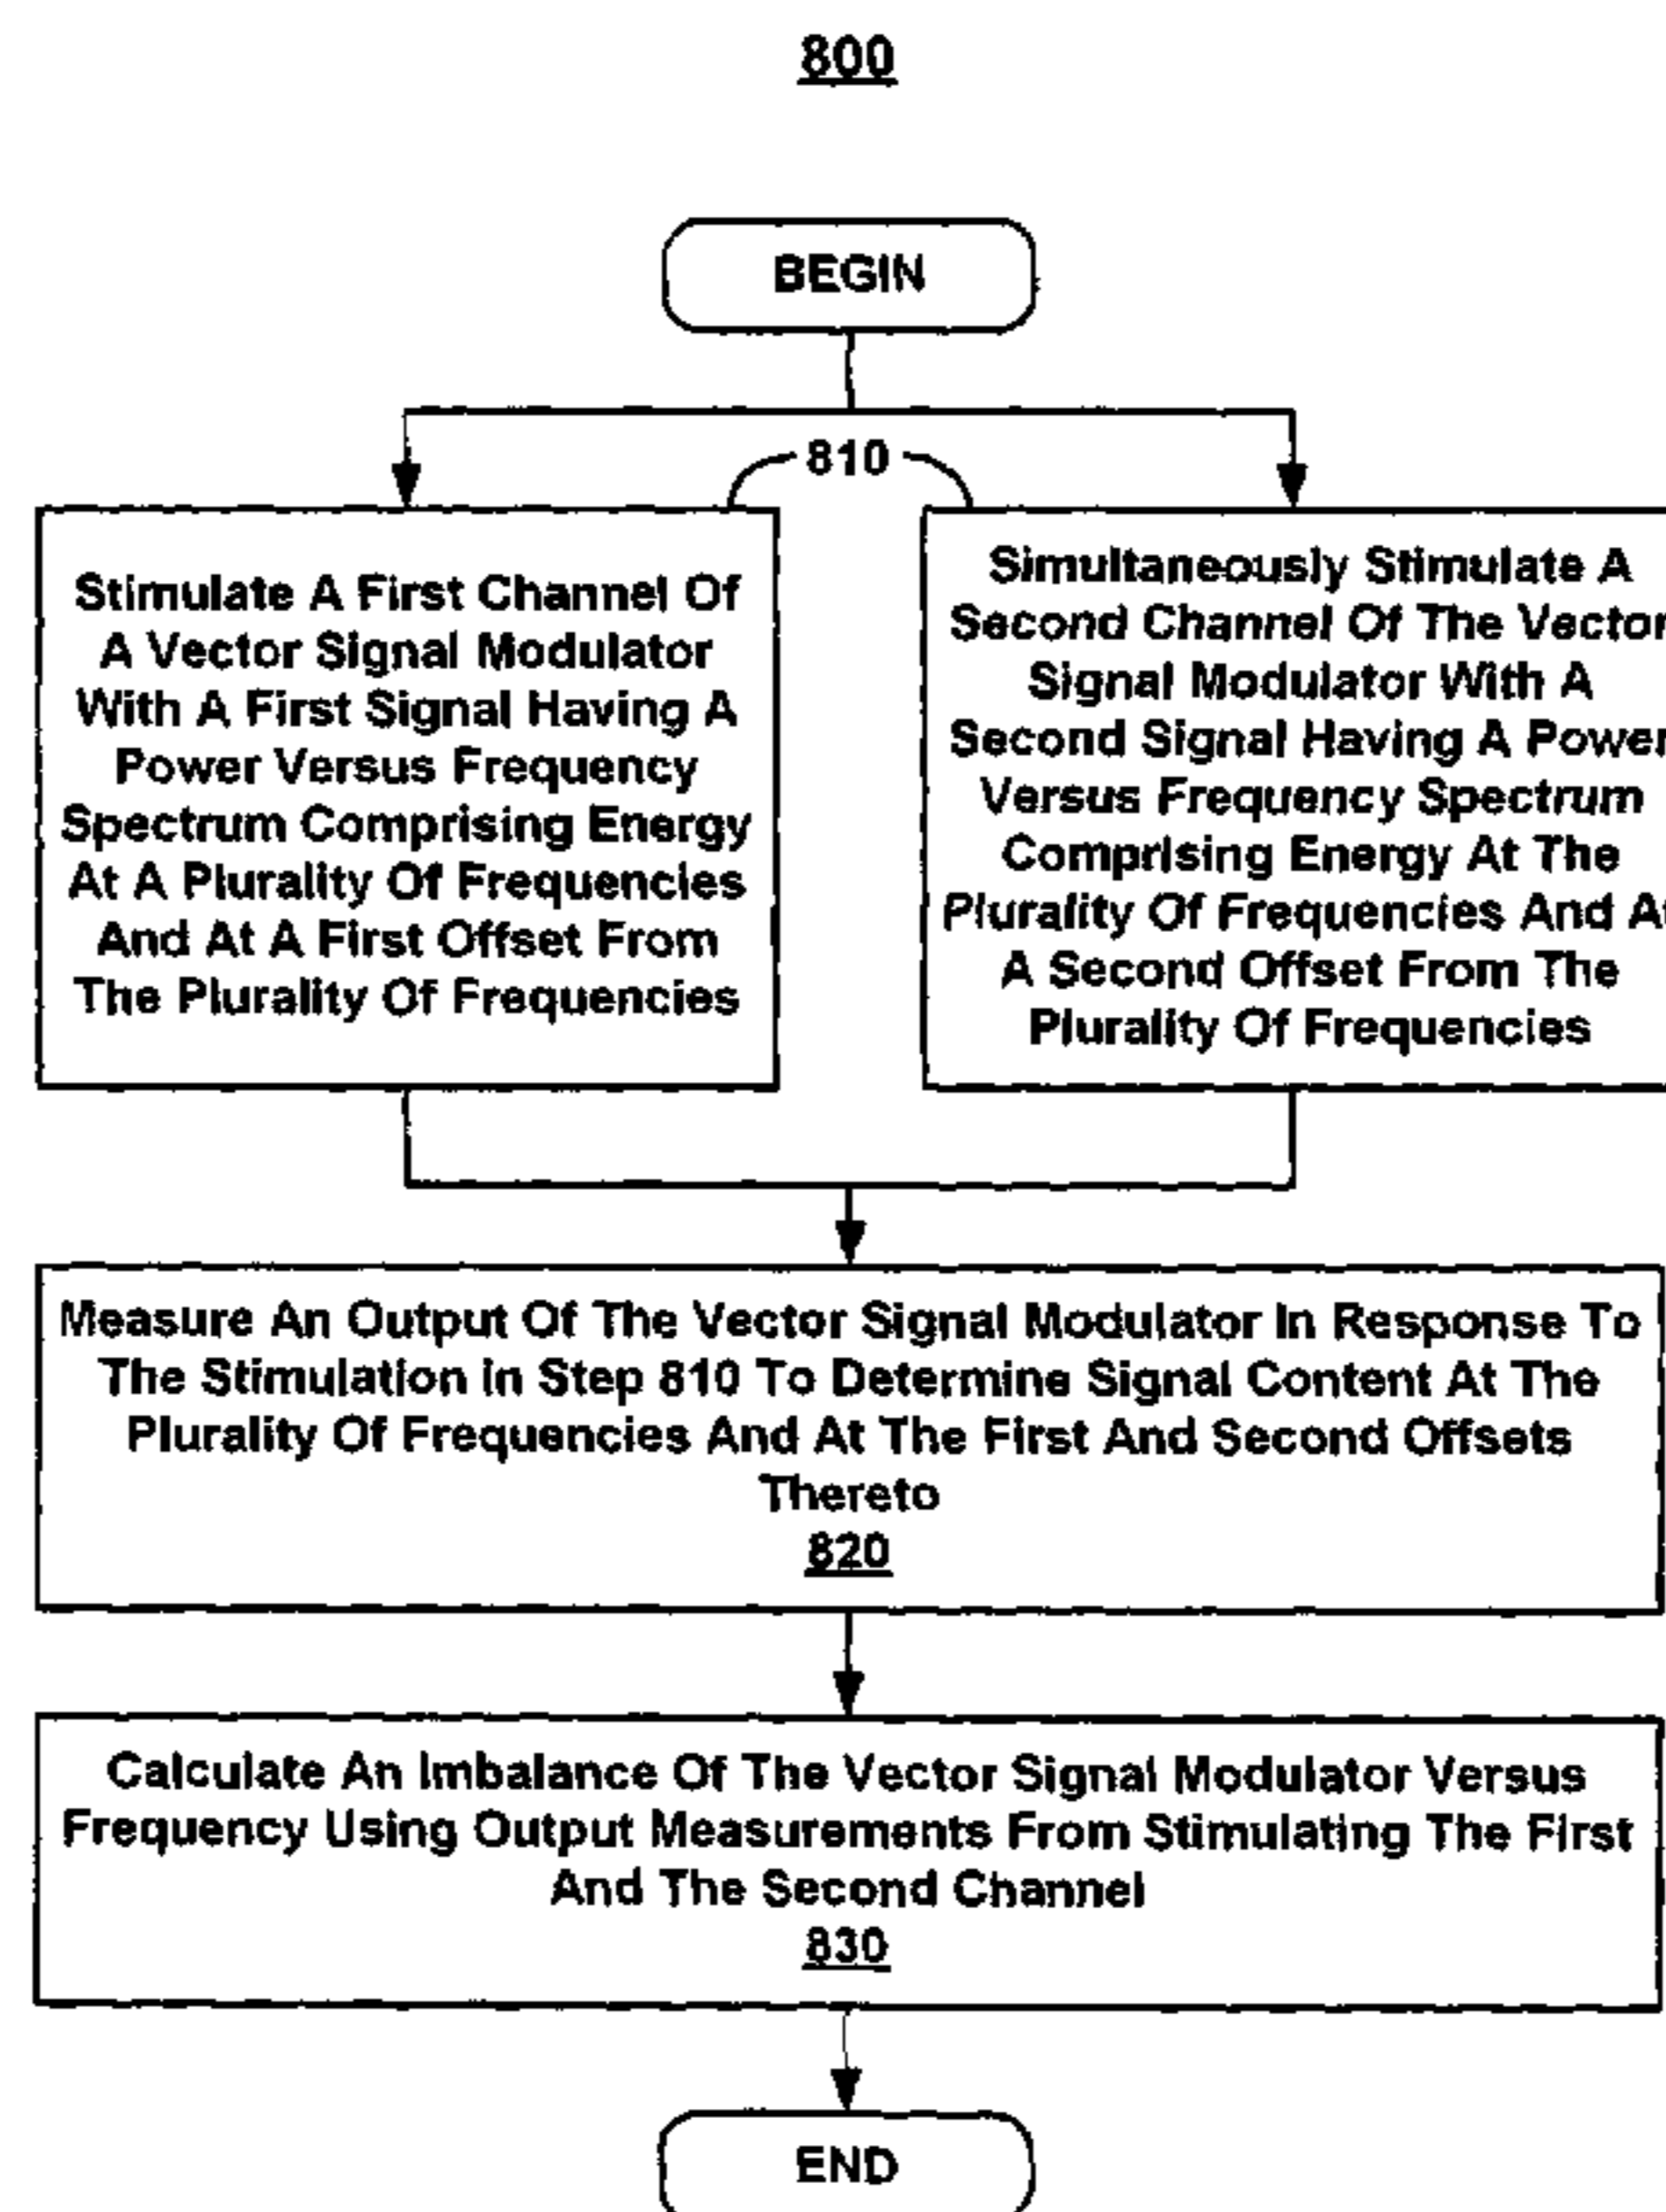 800
BEGIN
810
Stimulate A First Channel Of
A Vector Signal Modulator
With A First Signal Having A
Power Versus Frequency
Spectrum Comprising Energy
At A Plurality Of Frequencies
And At A First Offset From
The Plurality Of Frequencies
Simultaneously Stimulate A
Second Channel Of The Vector
Signal Modulator With A
Second Signal Having A Power
Versus Frequency Spectrum
Comprising Energy At The
Plurality Of Frequencies And At
A Second Offset From The
Plurality Of Frequencies
Measure An Output Of The Vector Signal Modulator In Response To
The Stimulation In Step 810 To Determine Signal Content At The
Plurality Of Frequencies And At The First And Second Offsets
Thereto
820
Calculate An Imbalance Of The Vector Signal Modulator Versus
Frequency Using Output Measurements From Stimulating The First
And The Second Channel
830
END